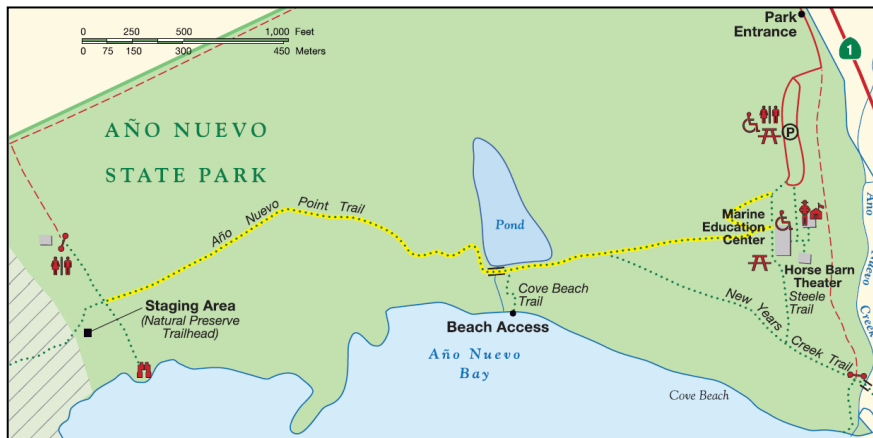 Park
Entrance
0 250 500 1,000 Feet
0 75 150 300 450 Meters
1
AÑO NUEVO
STATE PARK
P
Año Nuevo Point Trail
Pond
Marine
Education
Center
Horse Barn
Theater
Steele
Trail
Año Nuevo Creek
Staging Area
(Natural Preserve
Trailhead)
Cove Beach
Trail
Beach Access
New Years Creek Trail
Año Nuevo
Bay
Cove Beach